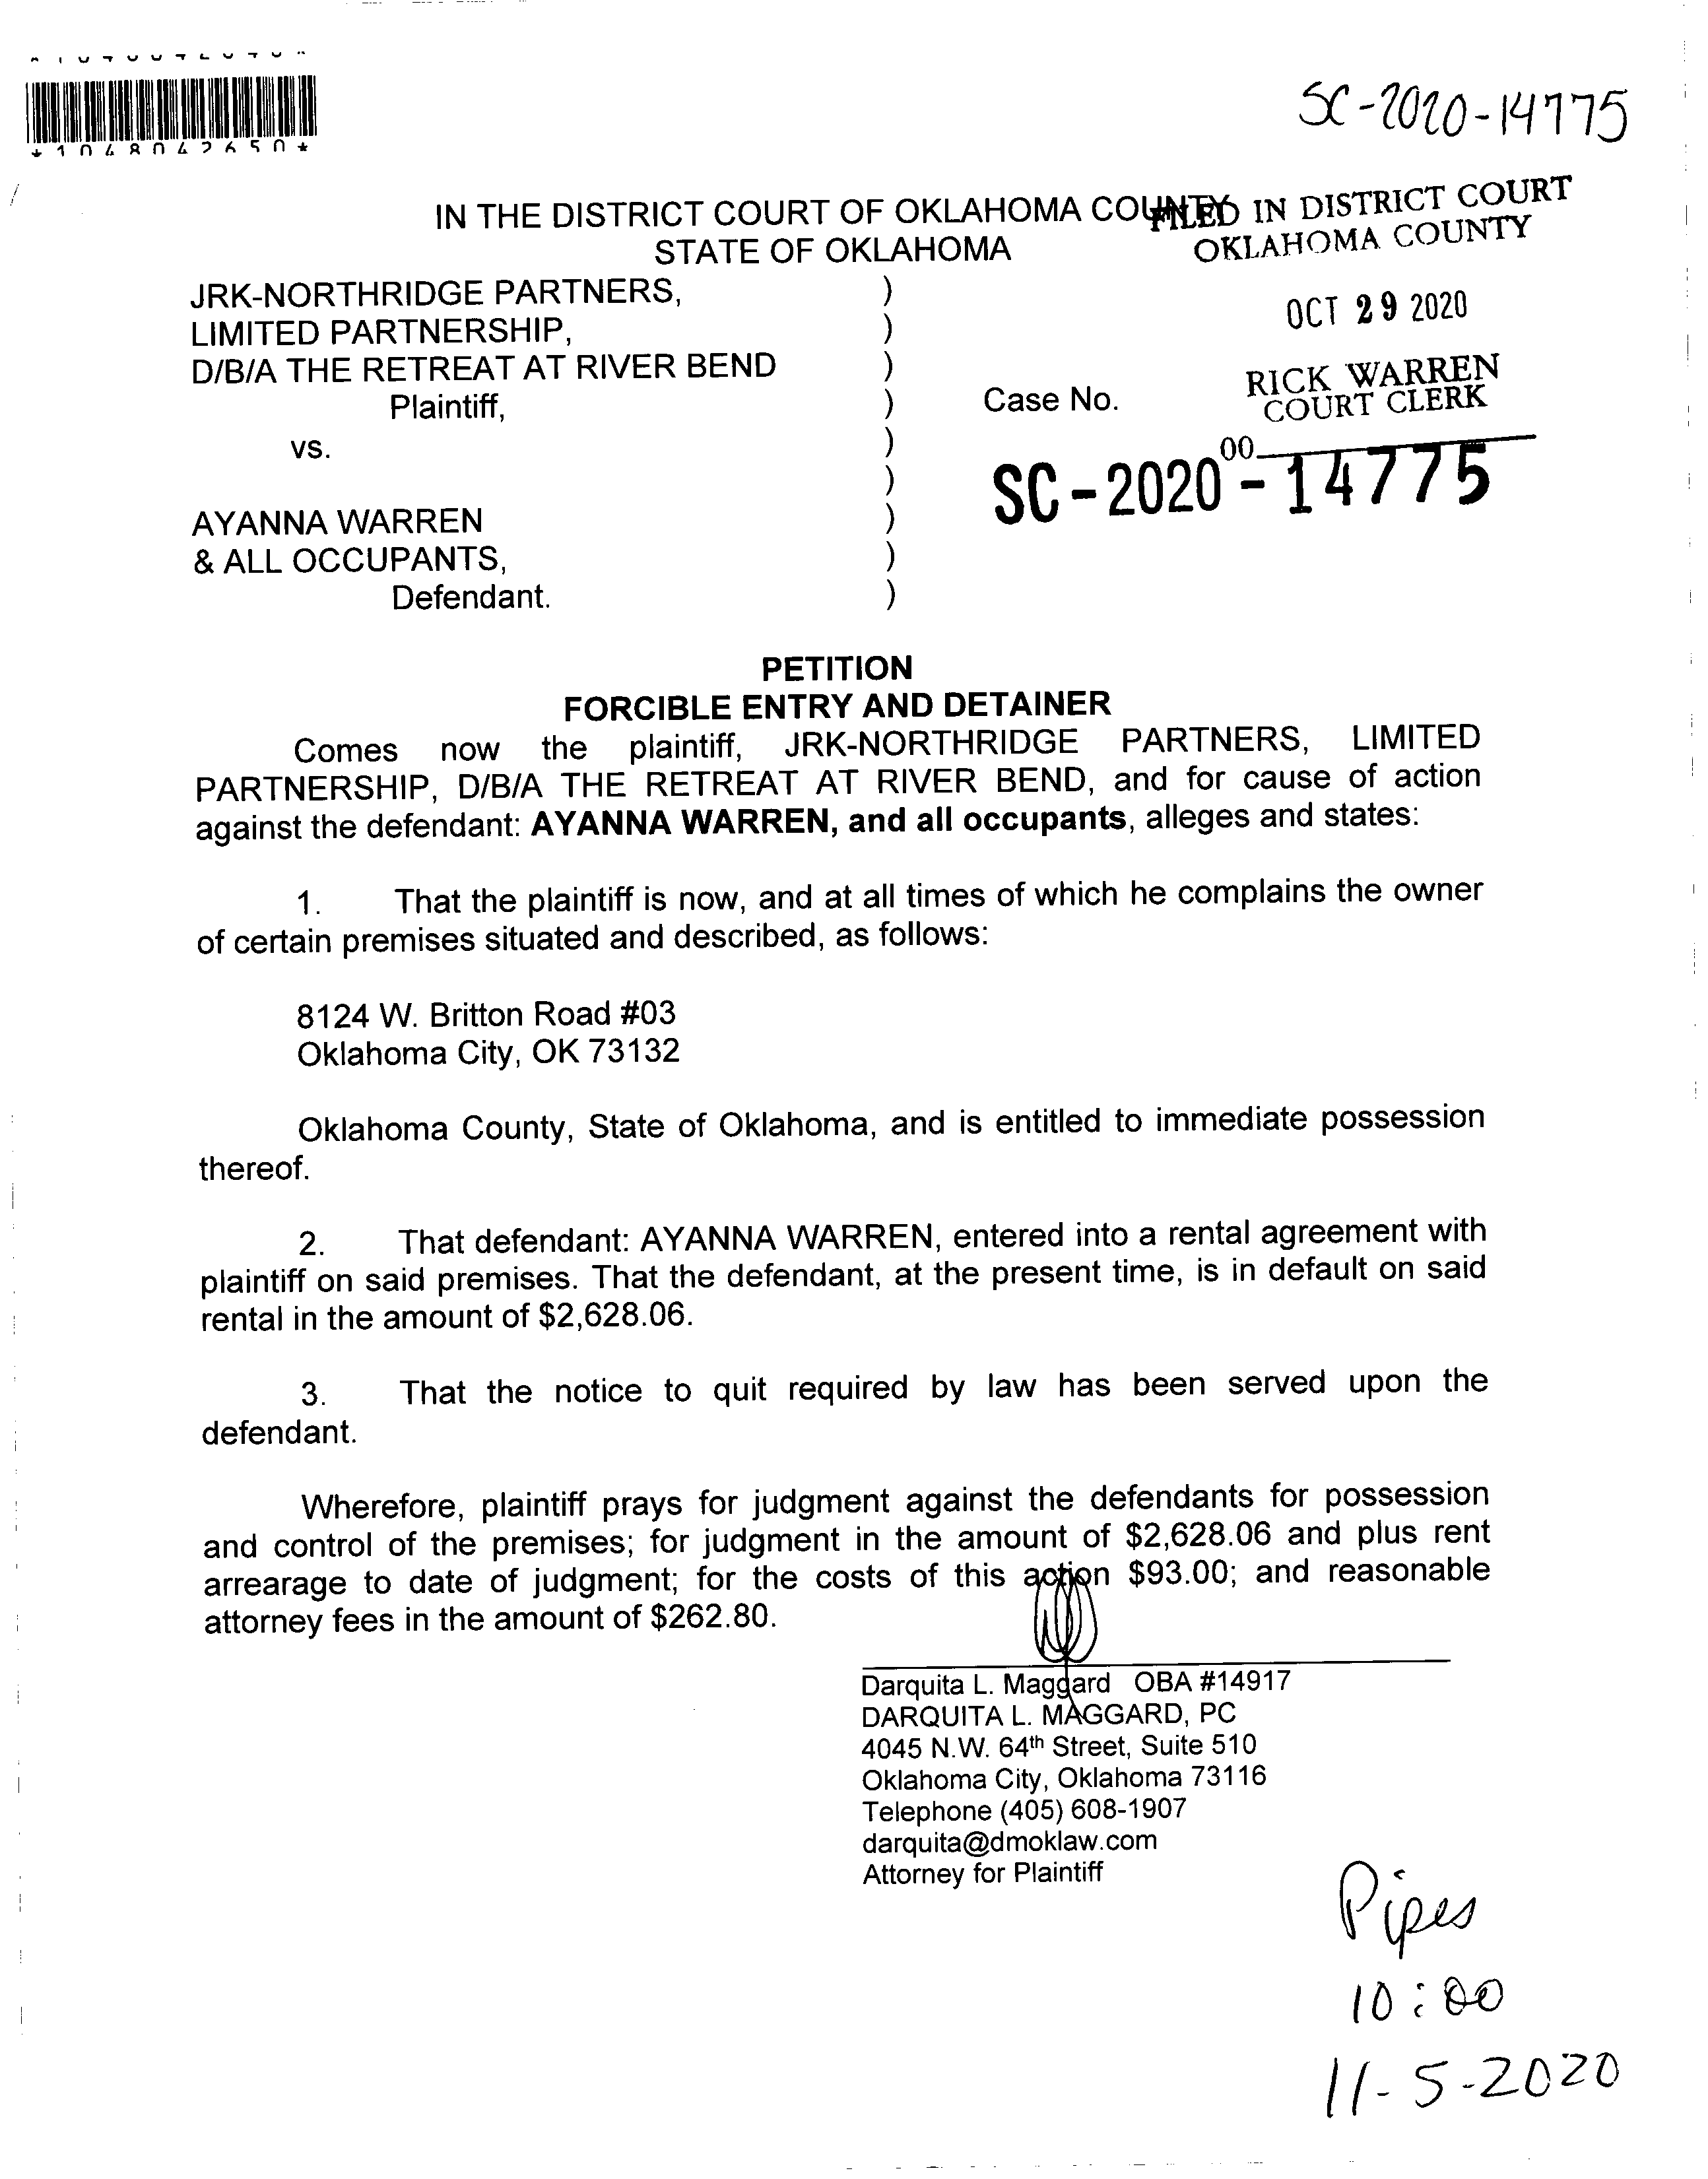 *1048042650*
SC-2020-14775
IN THE DISTRICT COURT OF OKLAHOMA COUNTY
STATE OF OKLAHOMA
FILED IN DISTRICT COURT
OKLAHOMA COUNTY
OCT 29 2020
RICK WARREN
COURT CLERK
00
JRK-NORTHRIDGE PARTNERS, )
LIMITED PARTNERSHIP, )
D/B/A THE RETREAT AT RIVER BEND )
Plaintiff, ) Case No.
vs. )
) SC-2020-14775
AYANNA WARREN )
& ALL OCCUPANTS, )
Defendant. )
PETITION
FORCIBLE ENTRY AND DETAINER
Comes now the plaintiff, JRK-NORTHRIDGE PARTNERS, LIMITED
PARTNERSHIP, D/B/A THE RETREAT AT RIVER BEND, and for cause of action
against the defendant: AYANNA WARREN, and all occupants, alleges and states:
1. That the plaintiff is now, and at all times of which he complains the owner
of certain premises situated and described, as follows:
8124 W. Britton Road #03
Oklahoma City, OK 73132
Oklahoma County, State of Oklahoma, and is entitled to immediate possession
thereof.
2. That defendant: AYANNA WARREN, entered into a rental agreement with
plaintiff on said premises. That the defendant, at the present time, is in default on said
rental in the amount of $2,628.06.
3. That the notice to quit required by law has been served upon the
defendant.
Wherefore, plaintiff prays for judgment against the defendants for possession
and control of the premises; for judgment in the amount of $2,628.06 and plus rent
arrearage to date of judgment; for the costs of this action $93.00; and reasonable
attorney fees in the amount of $262.80.
Darquita L. Maggard OBA #14917
DARQUITA L. MAGGARD, PC
4045 N.W. 64th Street, Suite 510
Oklahoma City, Oklahoma 73116
Telephone (405) 608-1907
darquita@dmoklaw.com
Attorney for Plaintiff
Pipes
10:00
11-5-2020